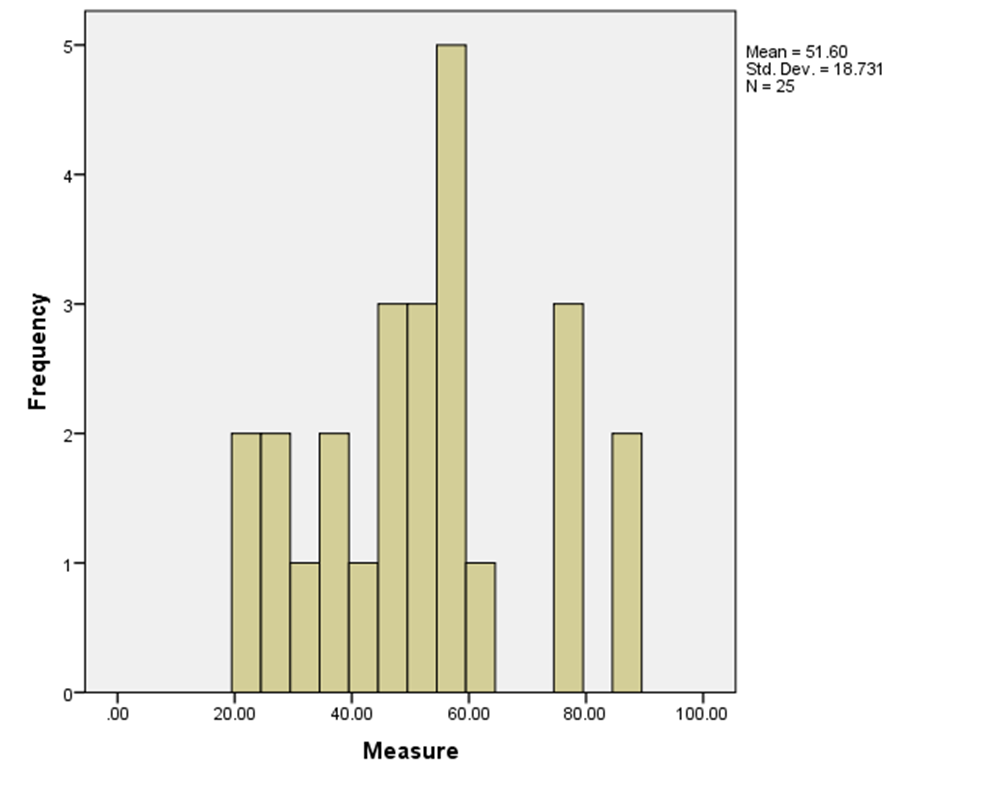 Mean = 51.60
Std. Dev. = 18.731
N = 25
Frequency
5
4
3
2
1
0
.00 20.00 40.00 60.00 80.00 100.00
Measure